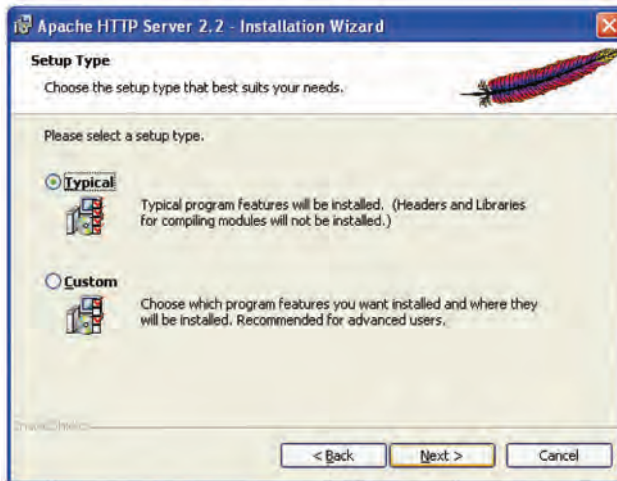 Apache HTTP Server 2.2 - Installation Wizard
Setup Type
Choose the setup type that best suits your needs.
Please select a setup type.
Typical
Typical program features will be installed. (Headers and Libraries
for compiling modules will not be installed.)
Custom
Choose which program features you want installed and where they
will be installed. Recommended for advanced users.
InstallShield
< Back
Next >
Cancel